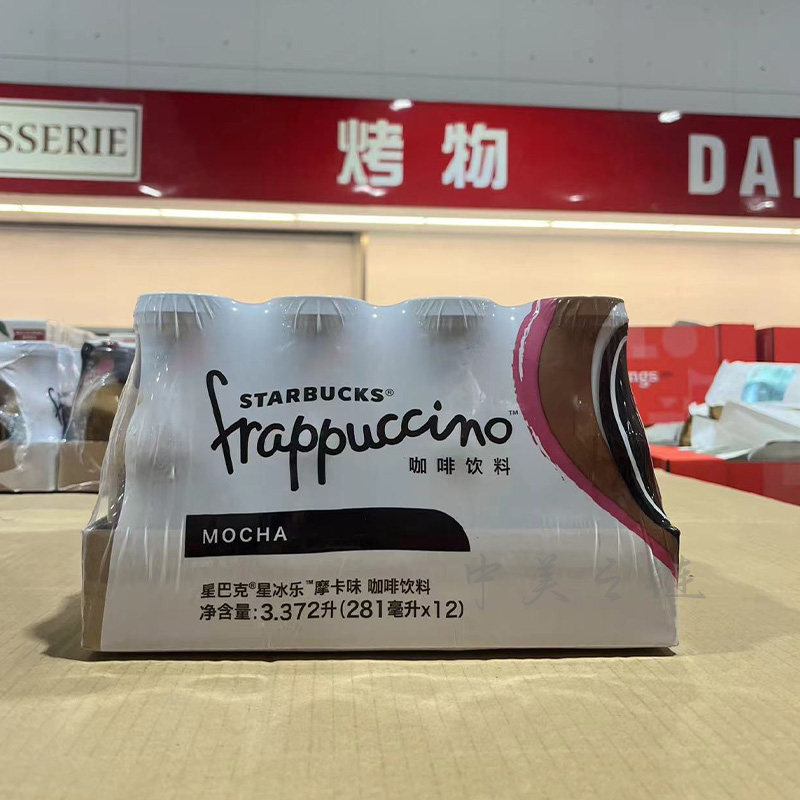 SSERIE
烤物
DAI
STARBUCKS®
frappuccino™
咖啡饮料
MOCHA
星巴克®星冰乐™摩卡味 咖啡饮料
净含量:3.372升(281毫升x12)
ngs